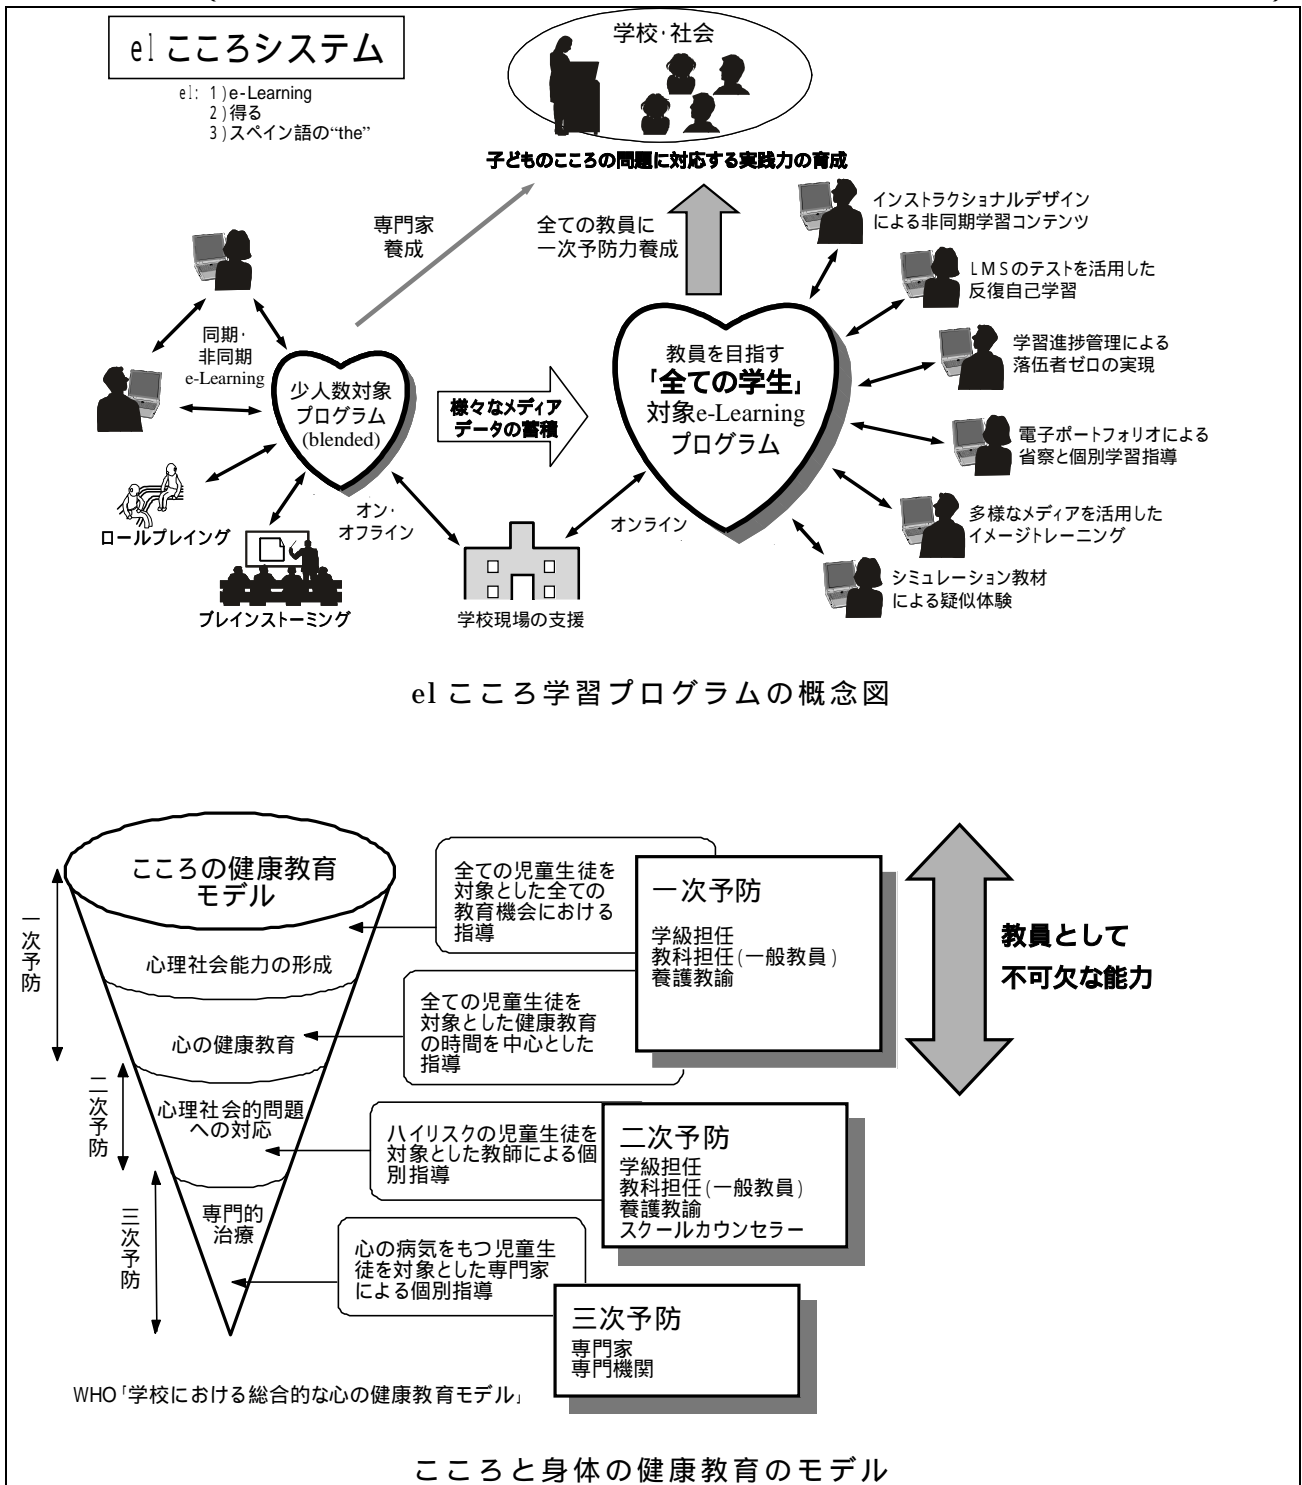 el こころシステム
el: 1)e-Learning
2)得る
3)スペイン語の“the”
学校・社会
子どものこころの問題に対応する実践力の育成
専門家
養成
全ての教員に
一次予防力養成
同期・
非同期
e-Learning
少人数対象
プログラム
(blended)
様々なメディア
データの蓄積
教員を目指す
「全ての学生」
対象e-Learning
プログラム
インストラクショナルデザイン
による非同期学習コンテンツ
LMSのテストを活用した
反復自己学習
学習進捗管理による
落伍者ゼロの実現
電子ポートフォリオによる
省察と個別学習指導
多様なメディアを活用した
イメージトレーニング
シミュレーション教材
による疑似体験
ロールプレイング
ブレインストーミング
オン・
オフライン
オンライン
学校現場の支援
el こころ学習プログラムの概念図
こころの健康教育
モデル
一次予防
心理社会能力の形成
心の健康教育
二次予防
心理社会的問題
への対応
三次予防
専門的
治療
全ての児童生徒を
対象とした全ての
教育機会における
指導
全ての児童生徒を
対象とした健康教育
の時間を中心とした
指導
ハイリスクの児童生徒を
対象とした教師による個
別指導
心の病気をもつ児童生
徒を対象とした専門家
による個別指導
一次予防
学級担任
教科担任(一般教員)
養護教諭
二次予防
学級担任
教科担任(一般教員)
養護教諭
スクールカウンセラー
三次予防
専門家
専門機関
教員として
不可欠な能力
WHO「学校における総合的な心の健康教育モデル」
こころと身体の健康教育のモデル